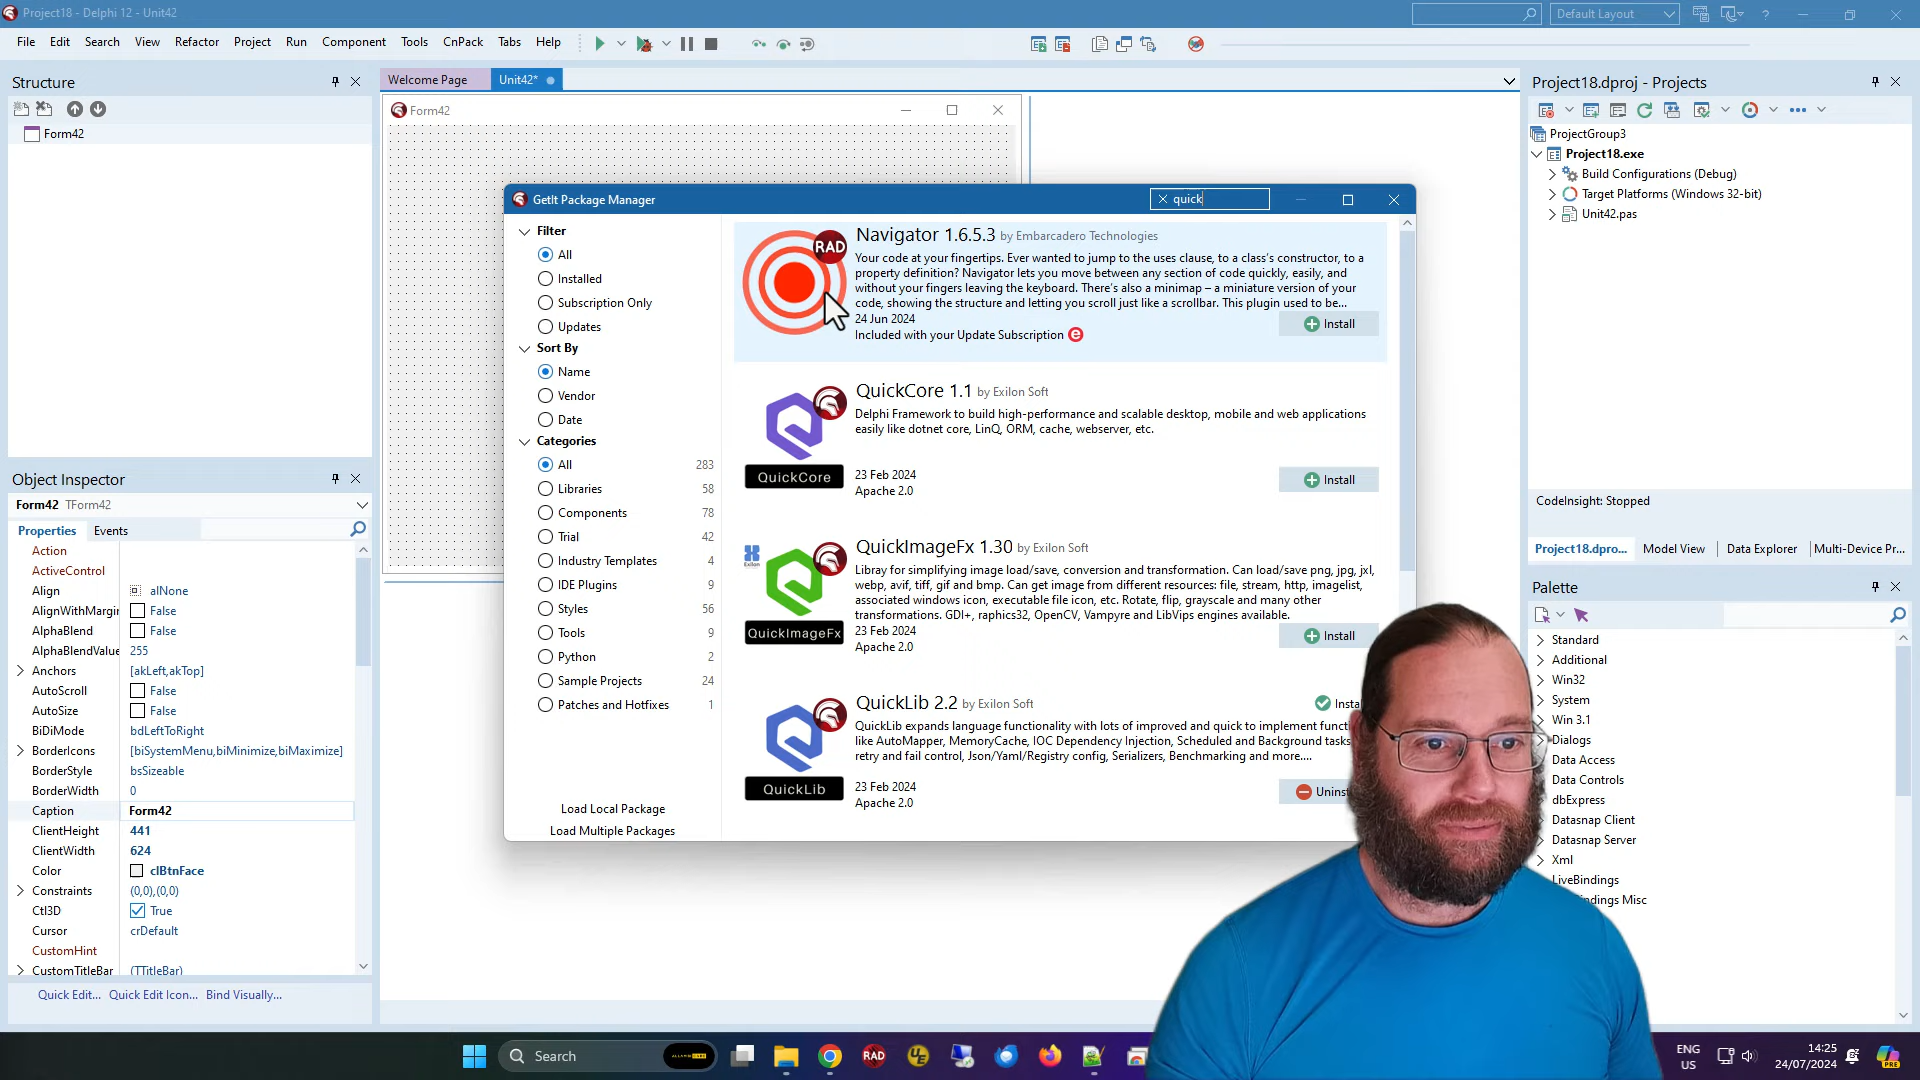 Project18 - Delphi 12 - Unit42
Default Layout
?
File Edit Search View Refactor Project Run Component Tools CnPack Tabs Help
Structure
Form42
Object Inspector
Form42 TForm42
Properties Events
Action
ActiveControl
Align alNone
AlignWithMargir False
AlphaBlend False
AlphaBlendValue 255
Anchors [akLeft,akTop]
AutoScroll False
AutoSize False
BiDiMode bdLeftToRight
BorderIcons [biSystemMenu,biMinimize,biMaximize]
BorderStyle bsSizeable
BorderWidth 0
Caption Form42
ClientHeight 441
ClientWidth 624
Color clBtnFace
Constraints (0,0),(0,0)
Ctl3D True
Cursor crDefault
CustomHint
CustomTitleBar (TTitleBar)
Quick Edit... Quick Edit Icon... Bind Visually...
Welcome Page Unit42*
Form42
GetIt Package Manager quick
Filter
All
Installed
Subscription Only
Updates
Sort By
Name
Vendor
Date
Categories
All 283
Libraries 58
Components 78
Trial 42
Industry Templates 4
IDE Plugins 9
Styles 56
Tools 9
Python 2
Sample Projects 24
Patches and Hotfixes 1
Load Local Package
Load Multiple Packages
RAD
Navigator 1.6.5.3 by Embarcadero Technologies
Your code at your fingertips. Ever wanted to jump to the uses clause, to a class's constructor, to a
property definition? Navigator lets you move between any section of code quickly, easily, and
without your fingers leaving the keyboard. There's also a minimap – a miniature version of your
code, showing the structure and letting you scroll just like a scrollbar. This plugin used to be...
24 Jun 2024
Included with your Update Subscription e
Install
QuickCore 1.1 by Exilon Soft
Delphi Framework to build high-performance and scalable desktop, mobile and web applications
easily like dotnet core, LinQ, ORM, cache, webserver, etc.
QuickCore
23 Feb 2024
Apache 2.0
Install
QuickImageFx 1.30 by Exilon Soft
Exilon
Library for simplifying image load/save, conversion and transformation. Can load/save png, jpg, jxl,
webp, avif, tiff, gif and bmp. Can get image from different resources: file, stream, http, imagelist,
associated windows icon, executable file icon, etc. Rotate, flip, grayscale and many other
transformations. GDI+, raphics32, OpenCV, Vampyre and LibVips engines available.
QuickImageFx
23 Feb 2024
Apache 2.0
Install
QuickLib 2.2 by Exilon Soft
Insta
QuickLib expands language functionality with lots of improved and quick to implement functi
like AutoMapper, MemoryCache, IOC Dependency Injection, Scheduled and Background tasks
retry and fail control, Json/Yaml/Registry config, Serializers, Benchmarking and more....
QuickLib
23 Feb 2024
Apache 2.0
Uninst
Project18.dproj - Projects
ProjectGroup3
Project18.exe
Build Configurations (Debug)
Target Platforms (Windows 32-bit)
Unit42.pas
CodeInsight: Stopped
Project18.dpro... Model View Data Explorer Multi-Device Pr...
Palette
Standard
Additional
Win32
System
Win 3.1
Dialogs
Data Access
Data Controls
dbExpress
Datasnap Client
Datasnap Server
Xml
LiveBindings
ndings Misc
Search
RAD
UE
ENG
US
14:25
24/07/2024
PRE